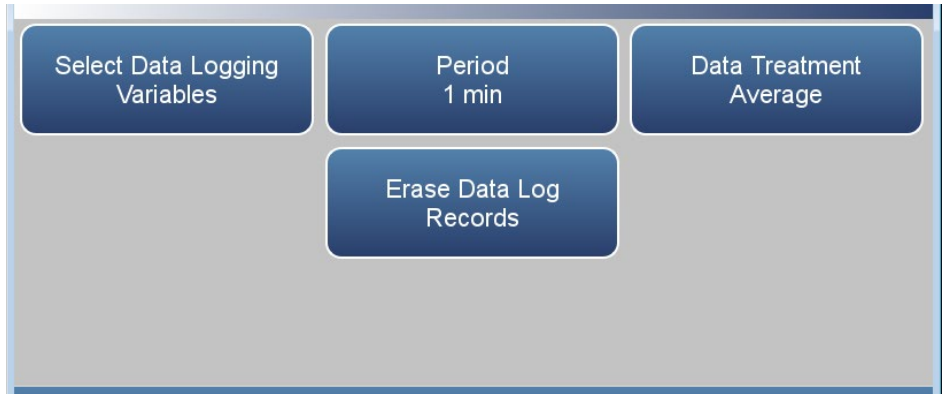 Select Data Logging
Variables
Period
1 min
Data Treatment
Average
Erase Data Log
Records